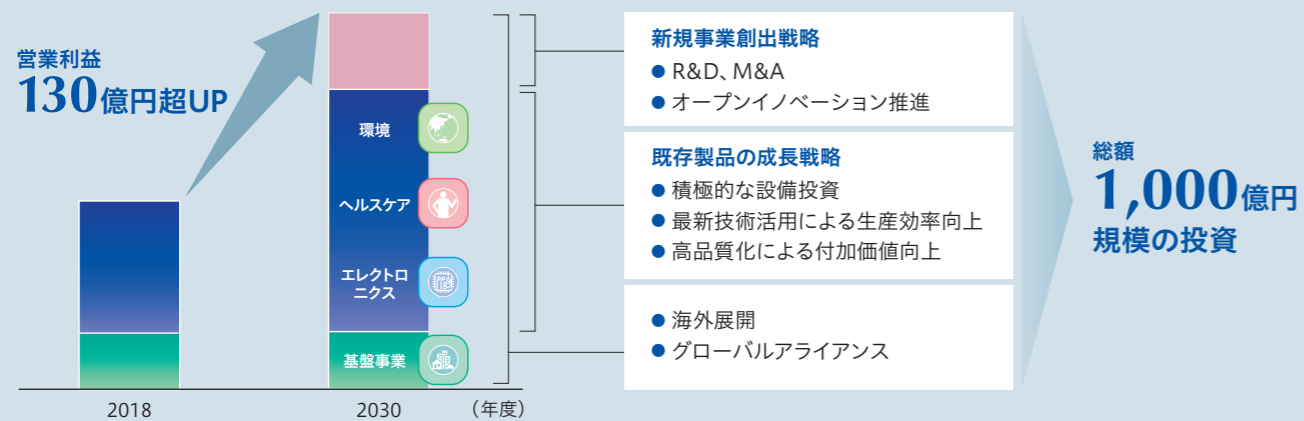 営業利益
130億円超UP
環境
ヘルスケア
エレクトロ
ニクス
基盤事業
2018
2030
（年度）
新規事業創出戦略
● R&D、M&A
● オープンイノベーション推進
既存製品の成長戦略
● 積極的な設備投資
● 最新技術活用による生産効率向上
● 高品質化による付加価値向上
● 海外展開
● グローバルアライアンス
総額
1,000億円
規模の投資